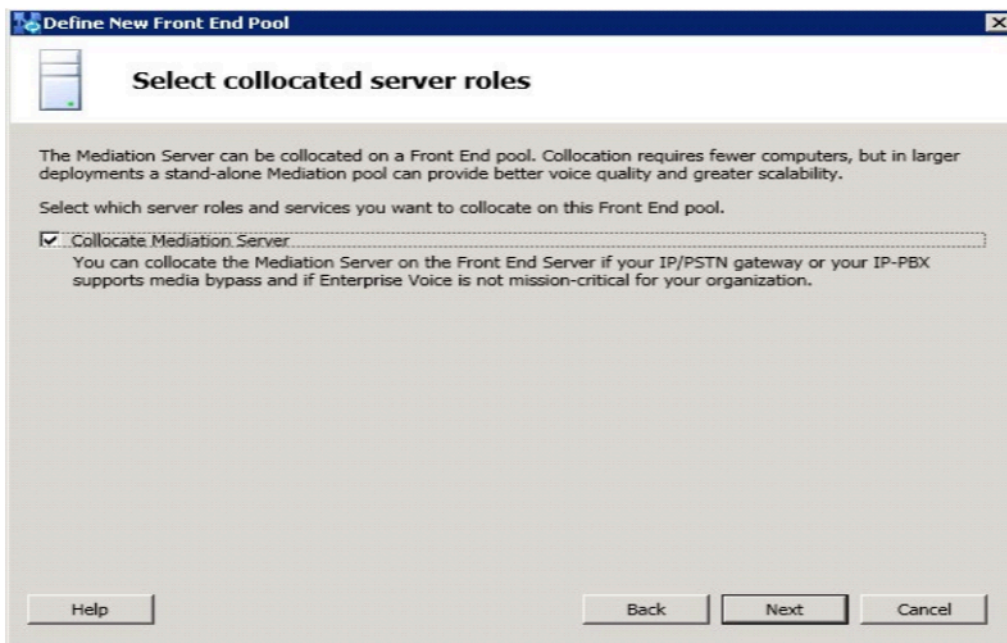 Define New Front End Pool
Select collocated server roles
The Mediation Server can be collocated on a Front End pool. Collocation requires fewer computers, but in larger
deployments a stand-alone Mediation pool can provide better voice quality and greater scalability.
Select which server roles and services you want to collocate on this Front End pool.
Collocate Mediation Server
You can collocate the Mediation Server on the Front End Server if your IP/PSTN gateway or your IP-PBX
supports media bypass and if Enterprise Voice is not mission-critical for your organization.
Help Back Next Cancel